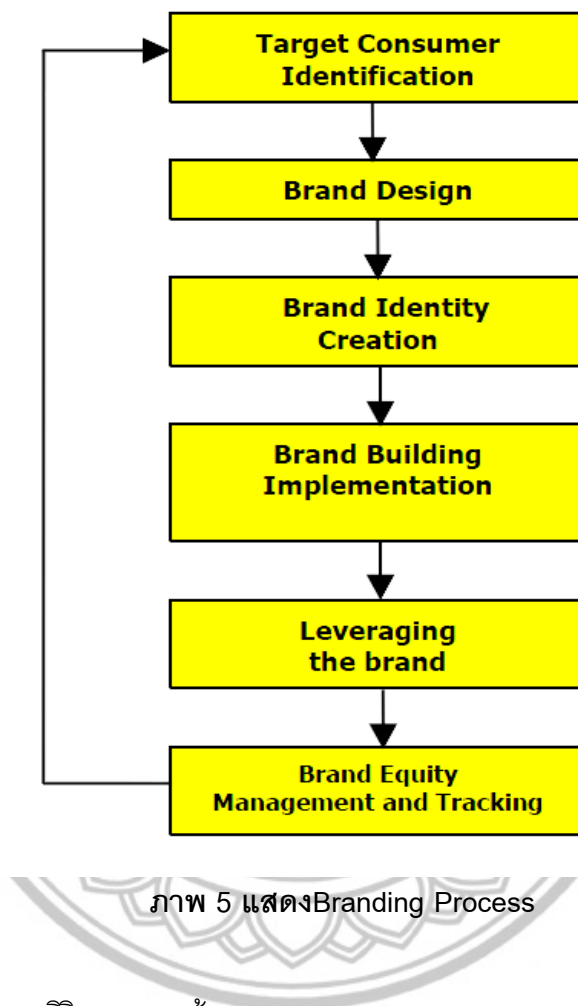 Target Consumer
Identification
Brand Design
Brand Identity
Creation
Brand Building
Implementation
Leveraging
the brand
Brand Equity
Management and Tracking
ภาพ 5 แสดงBranding Process